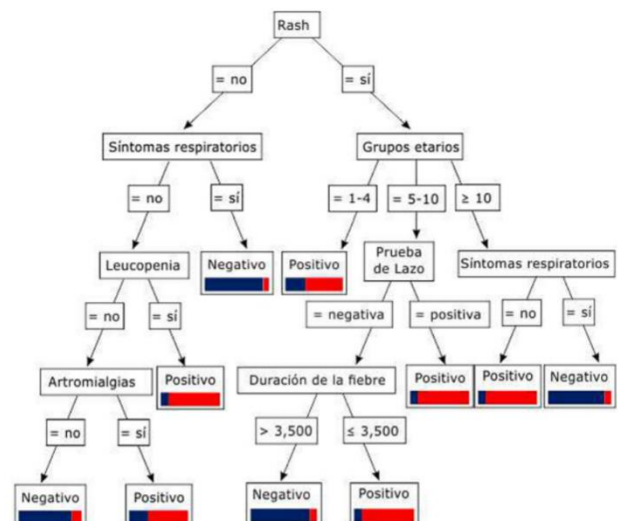 Rash
= no
= sí
Síntomas respiratorios
Grupos etarios
= no
= sí
= 1-4
= 5-10
≥ 10
Leucopenia
Negativo
Positivo
Prueba
de Lazo
Síntomas respiratorios
= no
= sí
= negativa
= positiva
= no
= sí
Artromialgias
Positivo
Duración de la fiebre
Positivo
Positivo
Negativo
= no
= sí
> 3,500
≤ 3,500
Negativo
Positivo
Negativo
Positivo